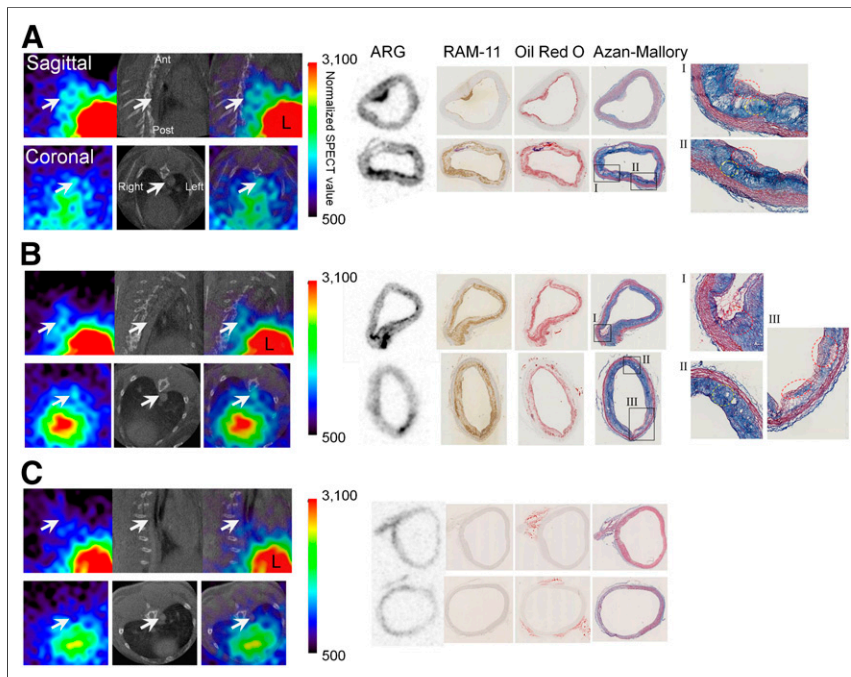 A
Sagittal
Ant
Post
L
3,100
Normalized SPECT value
500
Coronal
Right
Left
ARG
RAM-11
Oil Red O
Azan-Mallory
I
II
I
II
B
L
3,100
500
I
II
III
I
II
III
C
L
3,100
500